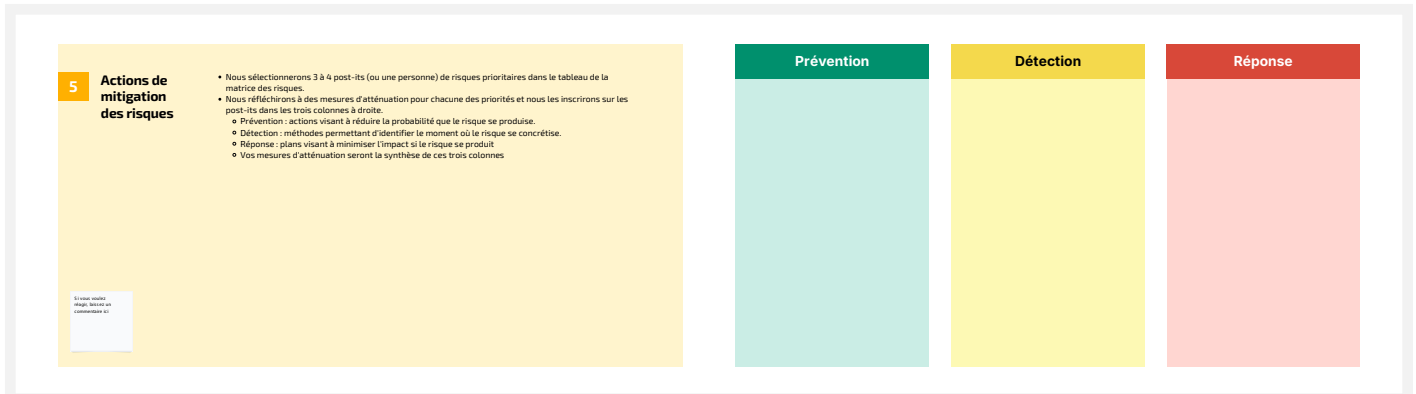 5
Actions de
mitigation
des risques
• Nous sélectionnerons 3 à 4 post-its (ou une personne) de risques prioritaires dans le tableau de la
matrice des risques.
• Nous réfléchirons à des mesures d'atténuation pour chacune des priorités et nous les inscrirons sur les
post-its dans les trois colonnes à droite.
Prévention : actions visant à réduire la probabilité que le risque se produise.
Détection : méthodes permettant d'identifier le moment où le risque se concrétise.
Réponse : plans visant à minimiser l'impact si le risque se produit
Vos mesures d'atténuation seront la synthèse de ces trois colonnes
Si vous voulez
réagir, laissez un
commentaire ici
Prévention
Détection
Réponse